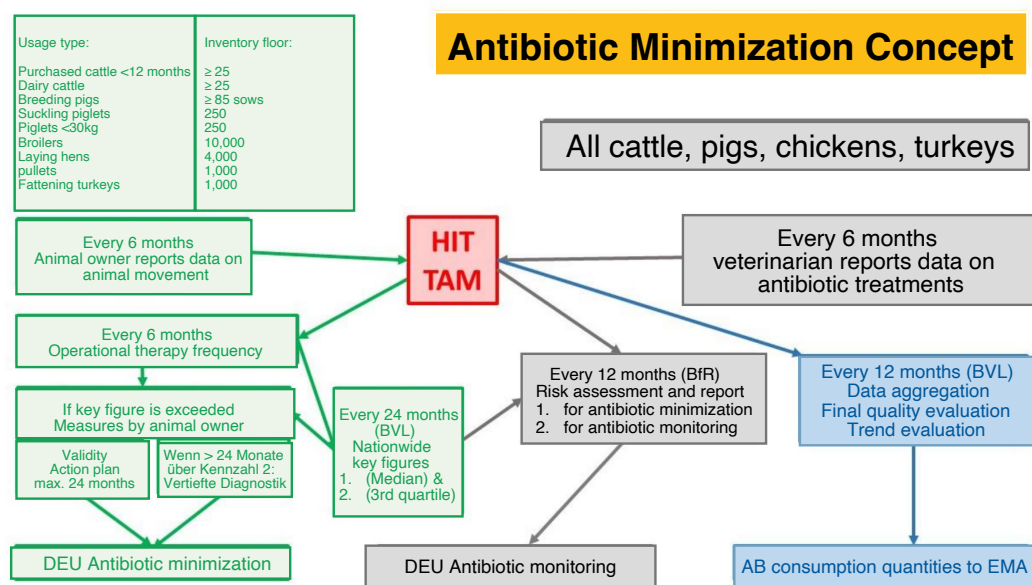 Antibiotic Minimization Concept
Usage type: Inventory floor:
Purchased cattle <12 months ≥ 25
Dairy cattle ≥ 25
Breeding pigs ≥ 85 sows
Suckling piglets 250
Piglets <30kg 250
Broilers 10,000
Laying hens 4,000
pullets 1,000
Fattening turkeys 1,000
All cattle, pigs, chickens, turkeys
Every 6 months
Animal owner reports data on
animal movement
HIT
TAM
Every 6 months
veterinarian reports data on
antibiotic treatments
Every 6 months
Operational therapy frequency
If key figure is exceeded
Measures by animal owner
Validity
Action plan
max. 24 months
Wenn > 24 Monate
über Kennzahl 2:
Vertiefte Diagnostik
Every 24 months
(BVL)
Nationwide
key figures
1. (Median) &
2. (3rd quartile)
Every 12 months (BfR)
Risk assessment and report
1. for antibiotic minimization
2. for antibiotic monitoring
Every 12 months (BVL)
Data aggregation
Final quality evaluation
Trend evaluation
DEU Antibiotic minimization
DEU Antibiotic monitoring
AB consumption quantities to EMA